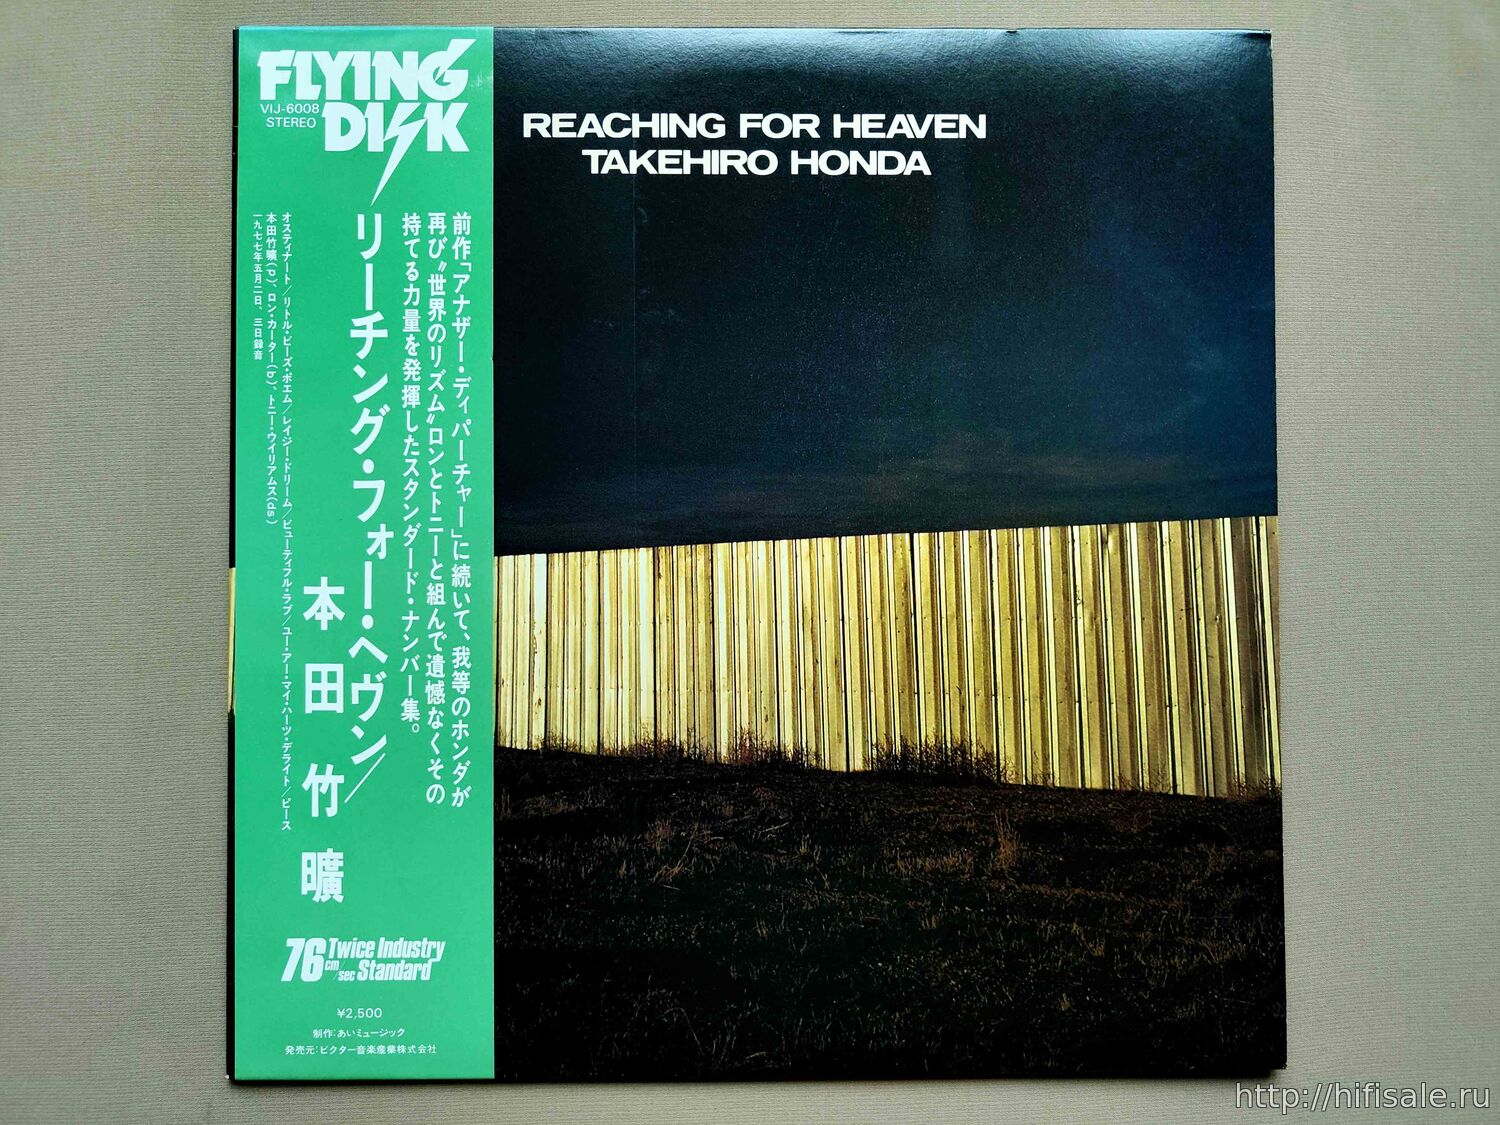 FLYING
DISK
VIJ-6008
STEREO
前作「アナザー・ディパーチャー」に続いて、我等のホンダが
再び"世界のリズム"ロンとトニーと組んで遺憾なくその
持てる力量を発揮したスタンダード・ナンバー集。
リーチング・フォー・ヘヴン/
本田竹曠
オスティナート/リトル・ビーズ・ポエム/レイジー・ドリーム/ビューティフル・ラブ/ユー・アー・マイ・ハーツ・デライト/ピース
本田竹曠(p)、ロン・カーター(b)、トニー・ウイリアムス(ds)
一九七七年五月二日、三日録音
76cm/sec Twice Industry
Standard
¥2,500
制作:あいミュージック
発売元:ビクター音楽産業株式会社
REACHING FOR HEAVEN
TAKEHIRO HONDA
http://hifisale.ru